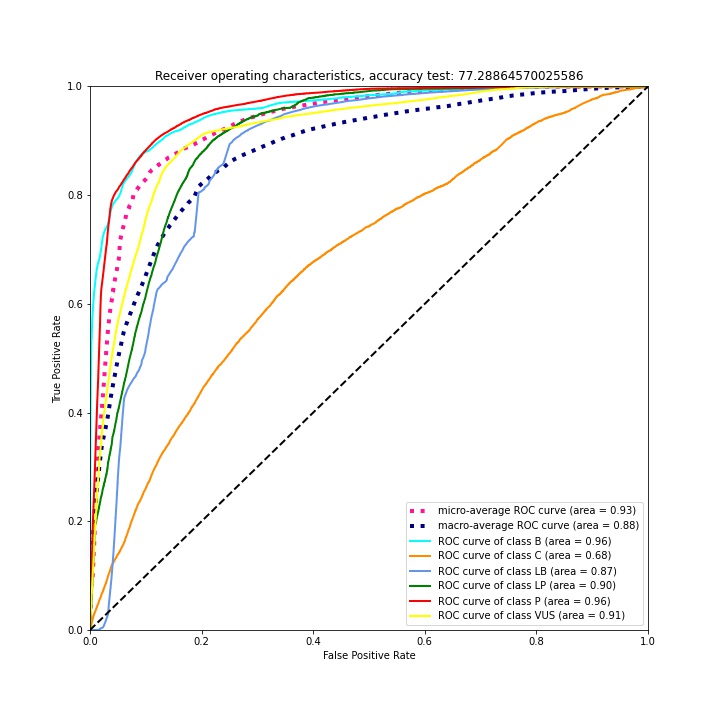 Receiver operating characteristics, accuracy test: 77.28864570025586
1.0
0.8
0.6
0.4
0.2
0.0
True Positive Rate
micro-average ROC curve (area = 0.93)
macro-average ROC curve (area = 0.88)
ROC curve of class B (area = 0.96)
ROC curve of class C (area = 0.68)
ROC curve of class LB (area = 0.87)
ROC curve of class LP (area = 0.90)
ROC curve of class P (area = 0.96)
ROC curve of class VUS (area = 0.91)
0.0 0.2 0.4 0.6 0.8 1.0
False Positive Rate